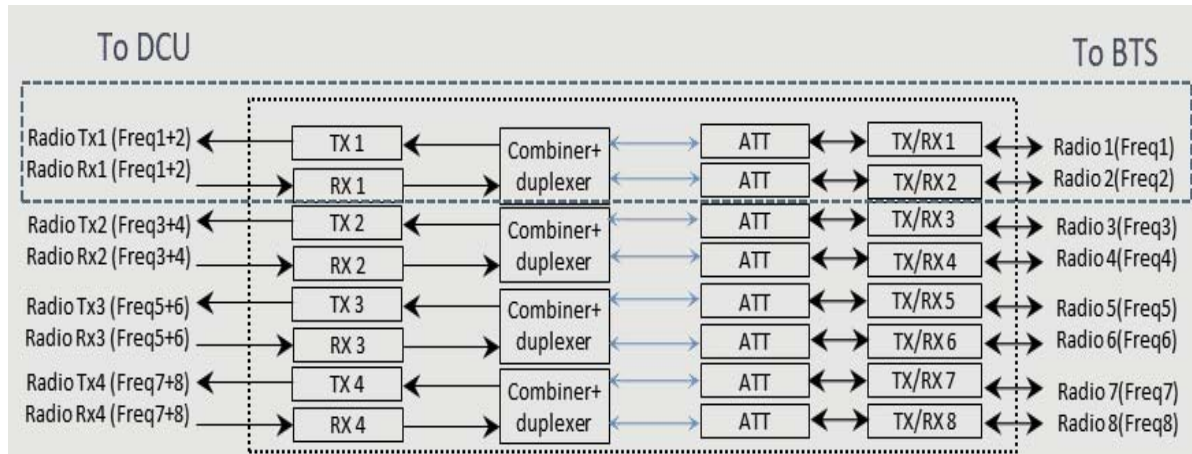 To DCU
To BTS
Radio Tx1 (Freq1+2)
TX 1
Combiner+
duplexer
ATT
TX/RX 1
Radio 1(Freq1)
Radio Rx1 (Freq1+2)
RX 1
ATT
TX/RX 2
Radio 2(Freq2)
Radio Tx2 (Freq3+4)
TX 2
Combiner+
duplexer
ATT
TX/RX 3
Radio 3(Freq3)
Radio Rx2 (Freq3+4)
RX 2
ATT
TX/RX 4
Radio 4(Freq4)
Radio Tx3 (Freq5+6)
TX 3
Combiner+
duplexer
ATT
TX/RX 5
Radio 5(Freq5)
Radio Rx3 (Freq5+6)
RX 3
ATT
TX/RX 6
Radio 6(Freq6)
Radio Tx4 (Freq7+8)
TX 4
Combiner+
duplexer
ATT
TX/RX 7
Radio 7(Freq7)
Radio Rx4 (Freq7+8)
RX 4
ATT
TX/RX 8
Radio 8(Freq8)